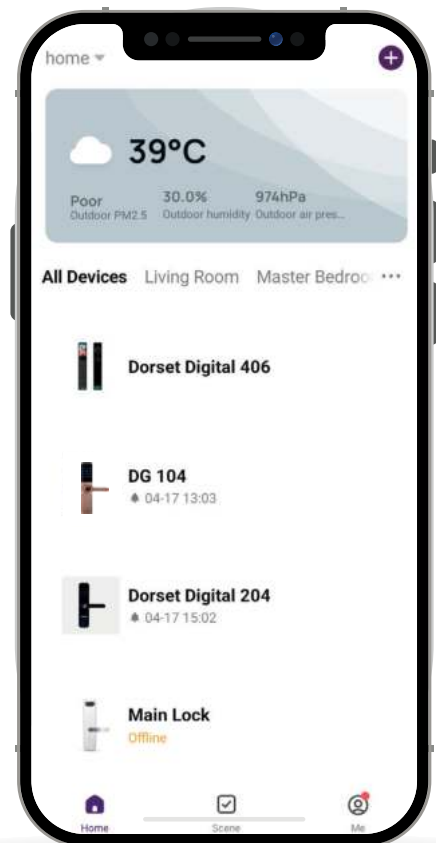 home
39°C
Poor 30.0% 974hPa
Outdoor PM2.5 Outdoor humidity Outdoor air pres...
All Devices Living Room Master Bedroo ...
Dorset Digital 406
DG 104
04-17 13:03
Dorset Digital 204
04-17 15:02
Main Lock
Offline
Home Scene Me